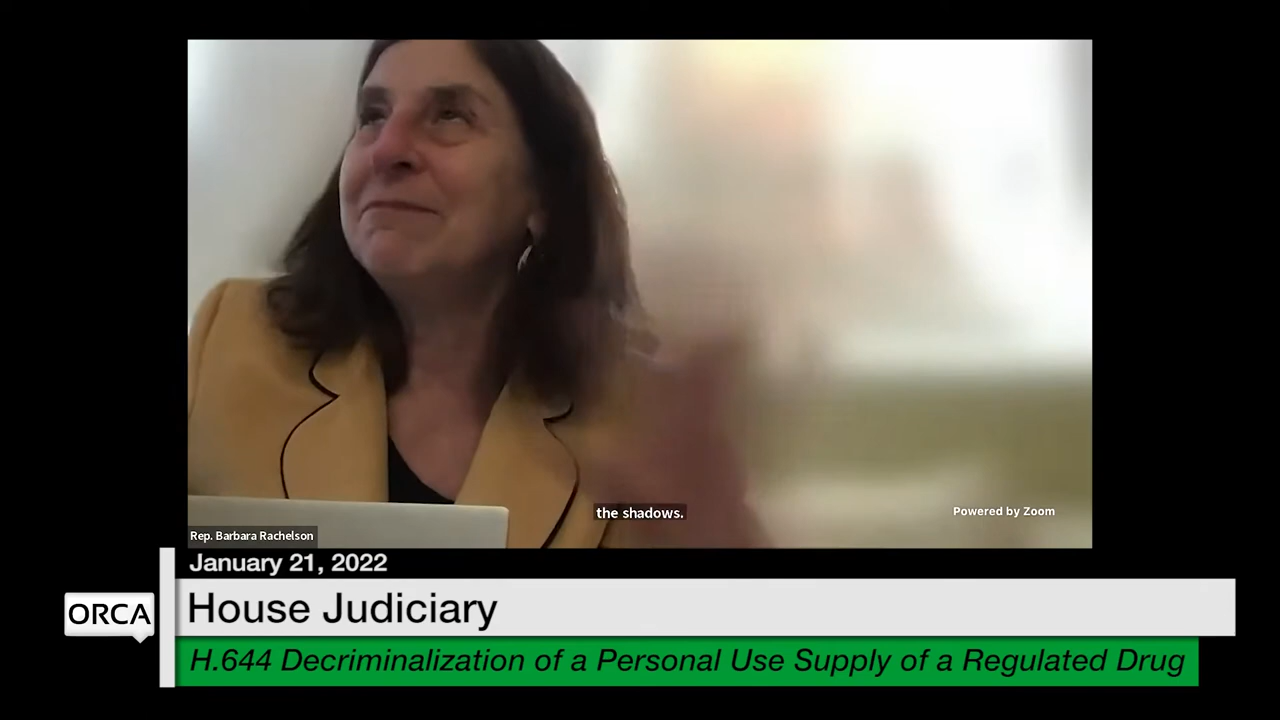 the shadows.
Powered by Zoom
Rep. Barbara Rachelson
January 21, 2022
ORCA
House Judiciary
H.644 Decriminalization of a Personal Use Supply of a Regulated Drug